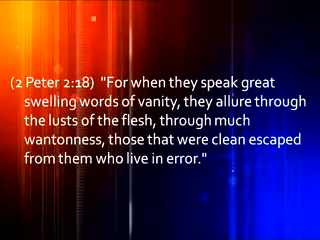 (2 Peter 2:18)  "For when they speak great
swelling words of vanity, they allure through
the lusts of the flesh, through much
wantonness, those that were clean escaped
from them who live in error."